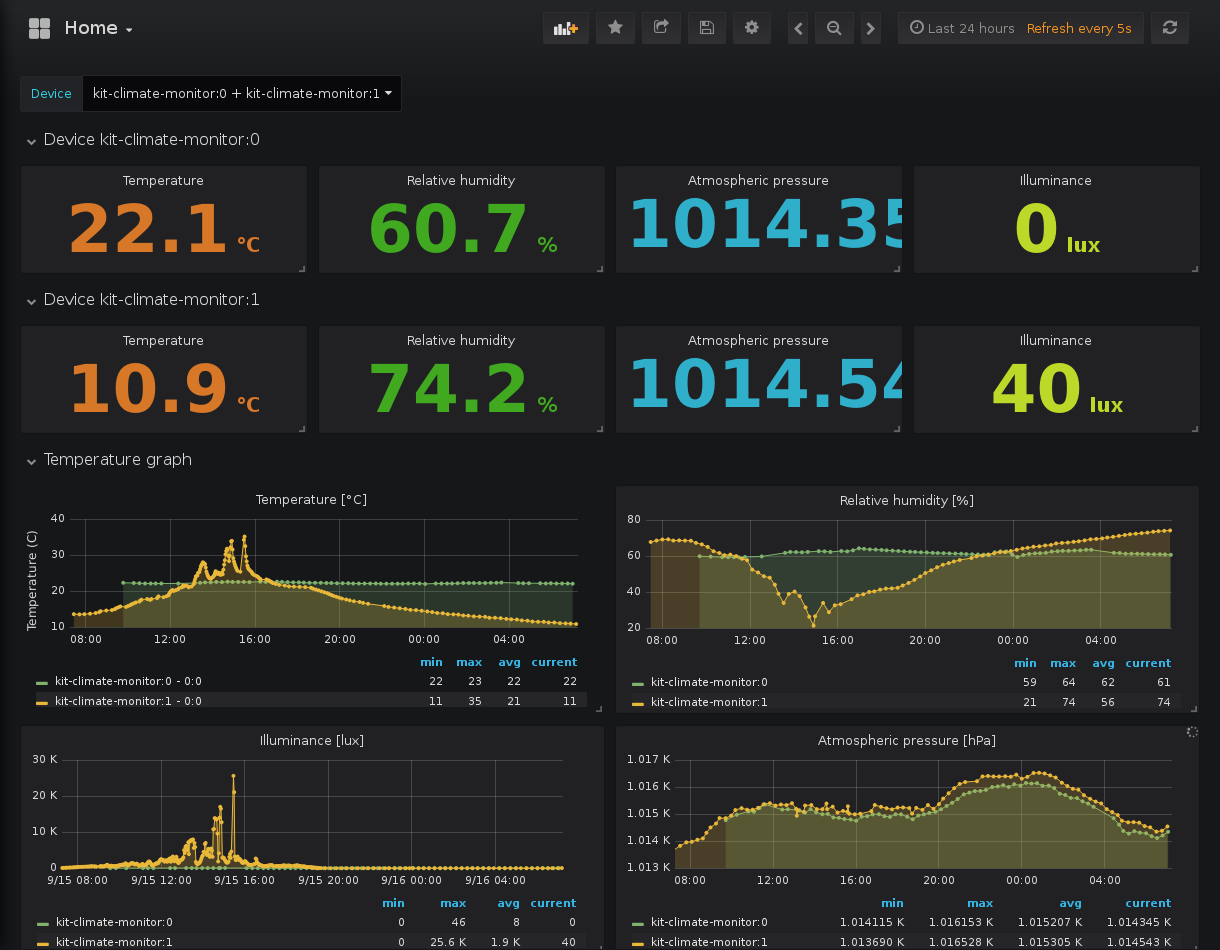 Home
Last 24 hours Refresh every 5s
Device kit-climate-monitor:0 + kit-climate-monitor:1
Device kit-climate-monitor:0
Temperature Relative humidity Atmospheric pressure Illuminance
22.1 °C 60.7 % 1014.35 0 lux
Device kit-climate-monitor:1
Temperature Relative humidity Atmospheric pressure Illuminance
10.9 °C 74.2 % 1014.54 40 lux
Temperature graph
Temperature [°C]
Temperature (C)
40
30
20
10
08:00 12:00 16:00 20:00 00:00 04:00
min max avg current
kit-climate-monitor:0 - 0:0 22 23 22 22
kit-climate-monitor:1 - 0:0 11 35 21 11
Relative humidity [%]
80
60
40
20
08:00 12:00 16:00 20:00 00:00 04:00
min max avg current
kit-climate-monitor:0 59 64 62 61
kit-climate-monitor:1 21 74 56 74
Illuminance [lux]
30 K
20 K
10 K
0
9/15 08:00 9/15 12:00 9/15 16:00 9/15 20:00 9/16 00:00 9/16 04:00
min max avg current
kit-climate-monitor:0 0 46 8 0
kit-climate-monitor:1 0 25.6 K 1.9 K 40
Atmospheric pressure [hPa]
1.017 K
1.016 K
1.015 K
1.014 K
1.013 K
08:00 12:00 16:00 20:00 00:00 04:00
min max avg current
kit-climate-monitor:0 1.014115 K 1.016153 K 1.015207 K 1.014345 K
kit-climate-monitor:1 1.013690 K 1.016528 K 1.015305 K 1.014543 K